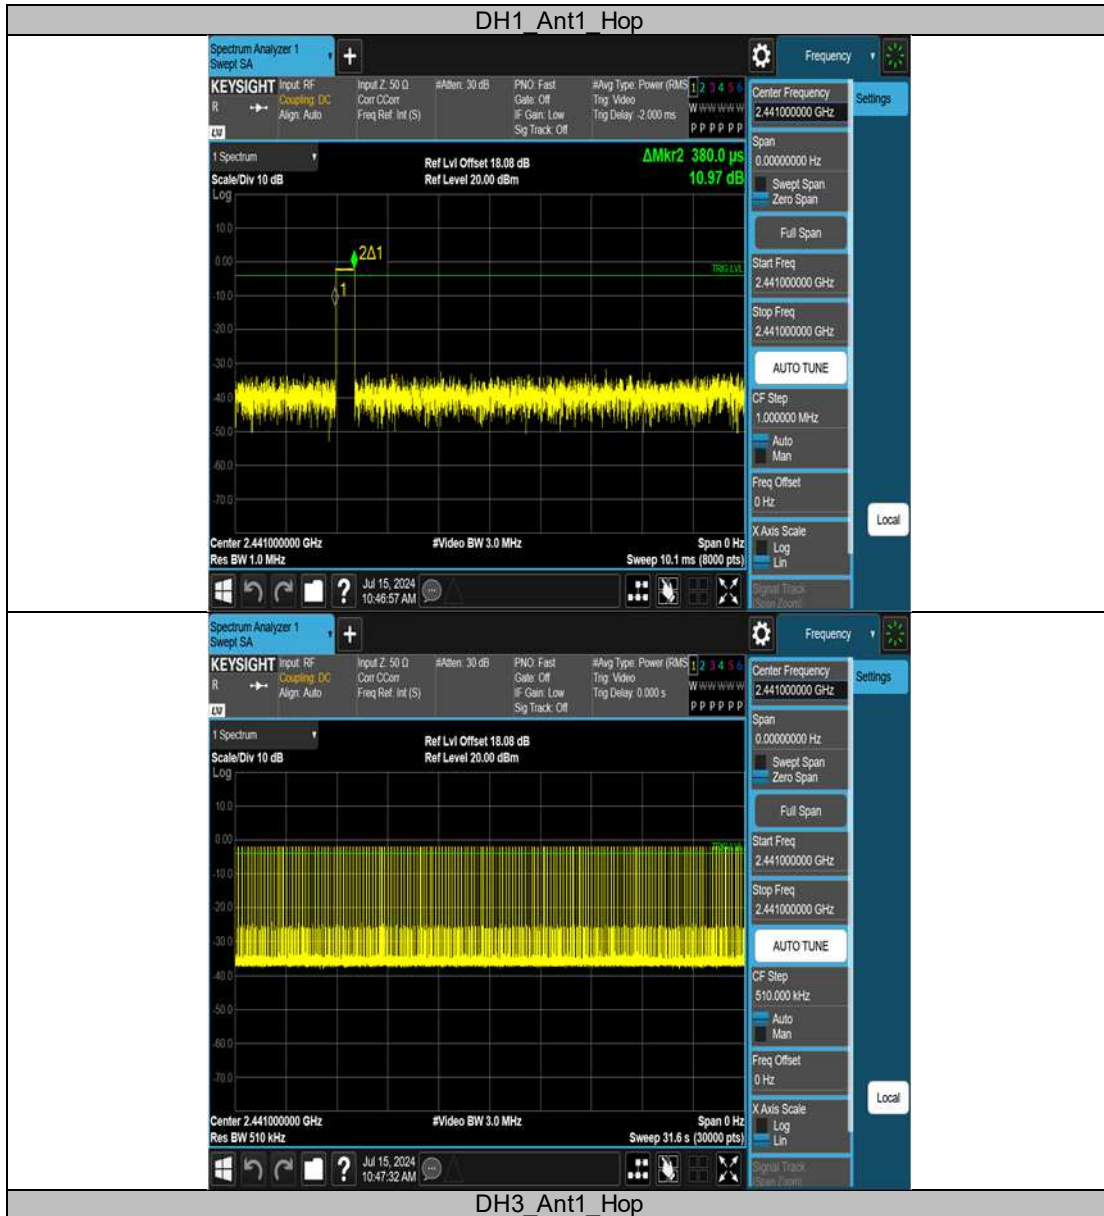 DH1_Ant1_Hop
Spectrum Analyzer 1
Swept SA
+
Frequency
KEYSIGHT
R
LXI
Input: RF
Coupling: DC
Align: Auto
Input Z: 50 Ω
Corr CCorr
Freq Ref: Int (S)
#Atten: 30 dB
PNO: Fast
Gate: Off
IF Gain: Low
Sig Track: Off
#Avg Type: Power (RMS
Trig: Video
Trig Delay: -2.000 ms
1 2 3 4 5 6
W W W W W W
P P P P P P
1 Spectrum
Scale/Div 10 dB
Log
Ref Lvl Offset 18.08 dB
Ref Level 20.00 dBm
ΔMkr2 380.0 µs
10.97 dB
10.0
0.00
-10.0
-20.0
-30.0
-40.0
-50.0
-60.0
-70.0
2Δ1
1
TRIG LVL
Center 2.441000000 GHz
Res BW 1.0 MHz
#Video BW 3.0 MHz
Span 0 Hz
Sweep 10.1 ms (8000 pts)
?
Jul 15, 2024
10:46:57 AM
Center Frequency
2.441000000 GHz
Settings
Span
0.00000000 Hz
Swept Span
Zero Span
Full Span
Start Freq
2.441000000 GHz
Stop Freq
2.441000000 GHz
AUTO TUNE
CF Step
1.000000 MHz
Auto
Man
Freq Offset
0 Hz
X Axis Scale
Log
Lin
Local
Signal Track
(Span Zoom)
Spectrum Analyzer 1
Swept SA
+
Frequency
KEYSIGHT
R
LXI
Input: RF
Coupling: DC
Align: Auto
Input Z: 50 Ω
Corr CCorr
Freq Ref: Int (S)
#Atten: 30 dB
PNO: Fast
Gate: Off
IF Gain: Low
Sig Track: Off
#Avg Type: Power (RMS
Trig: Video
Trig Delay: 0.000 s
1 2 3 4 5 6
W W W W W W
P P P P P P
1 Spectrum
Scale/Div 10 dB
Log
Ref Lvl Offset 18.08 dB
Ref Level 20.00 dBm
10.0
0.00
-10.0
-20.0
-30.0
-40.0
-50.0
-60.0
-70.0
TRIG LVL
Center 2.441000000 GHz
Res BW 510 kHz
#Video BW 3.0 MHz
Span 0 Hz
Sweep 31.6 s (30000 pts)
?
Jul 15, 2024
10:47:32 AM
Center Frequency
2.441000000 GHz
Settings
Span
0.00000000 Hz
Swept Span
Zero Span
Full Span
Start Freq
2.441000000 GHz
Stop Freq
2.441000000 GHz
AUTO TUNE
CF Step
510.000 kHz
Auto
Man
Freq Offset
0 Hz
X Axis Scale
Log
Lin
Local
Signal Track
(Span Zoom)
DH3_Ant1_Hop